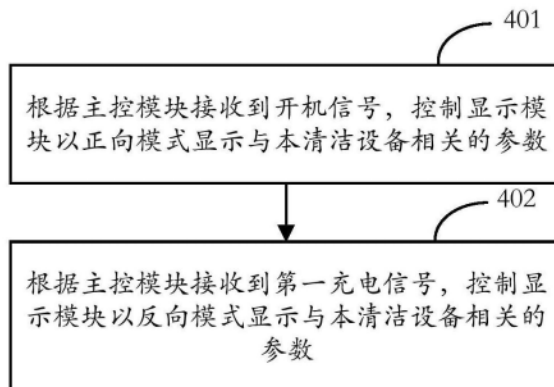 401
根据主控模块接收到开机信号，控制显示模
块以正向模式显示与本清洁设备相关的参数
402
根据主控模块接收到第一充电信号，控制显
示模块以反向模式显示与本清洁设备相关的
参数